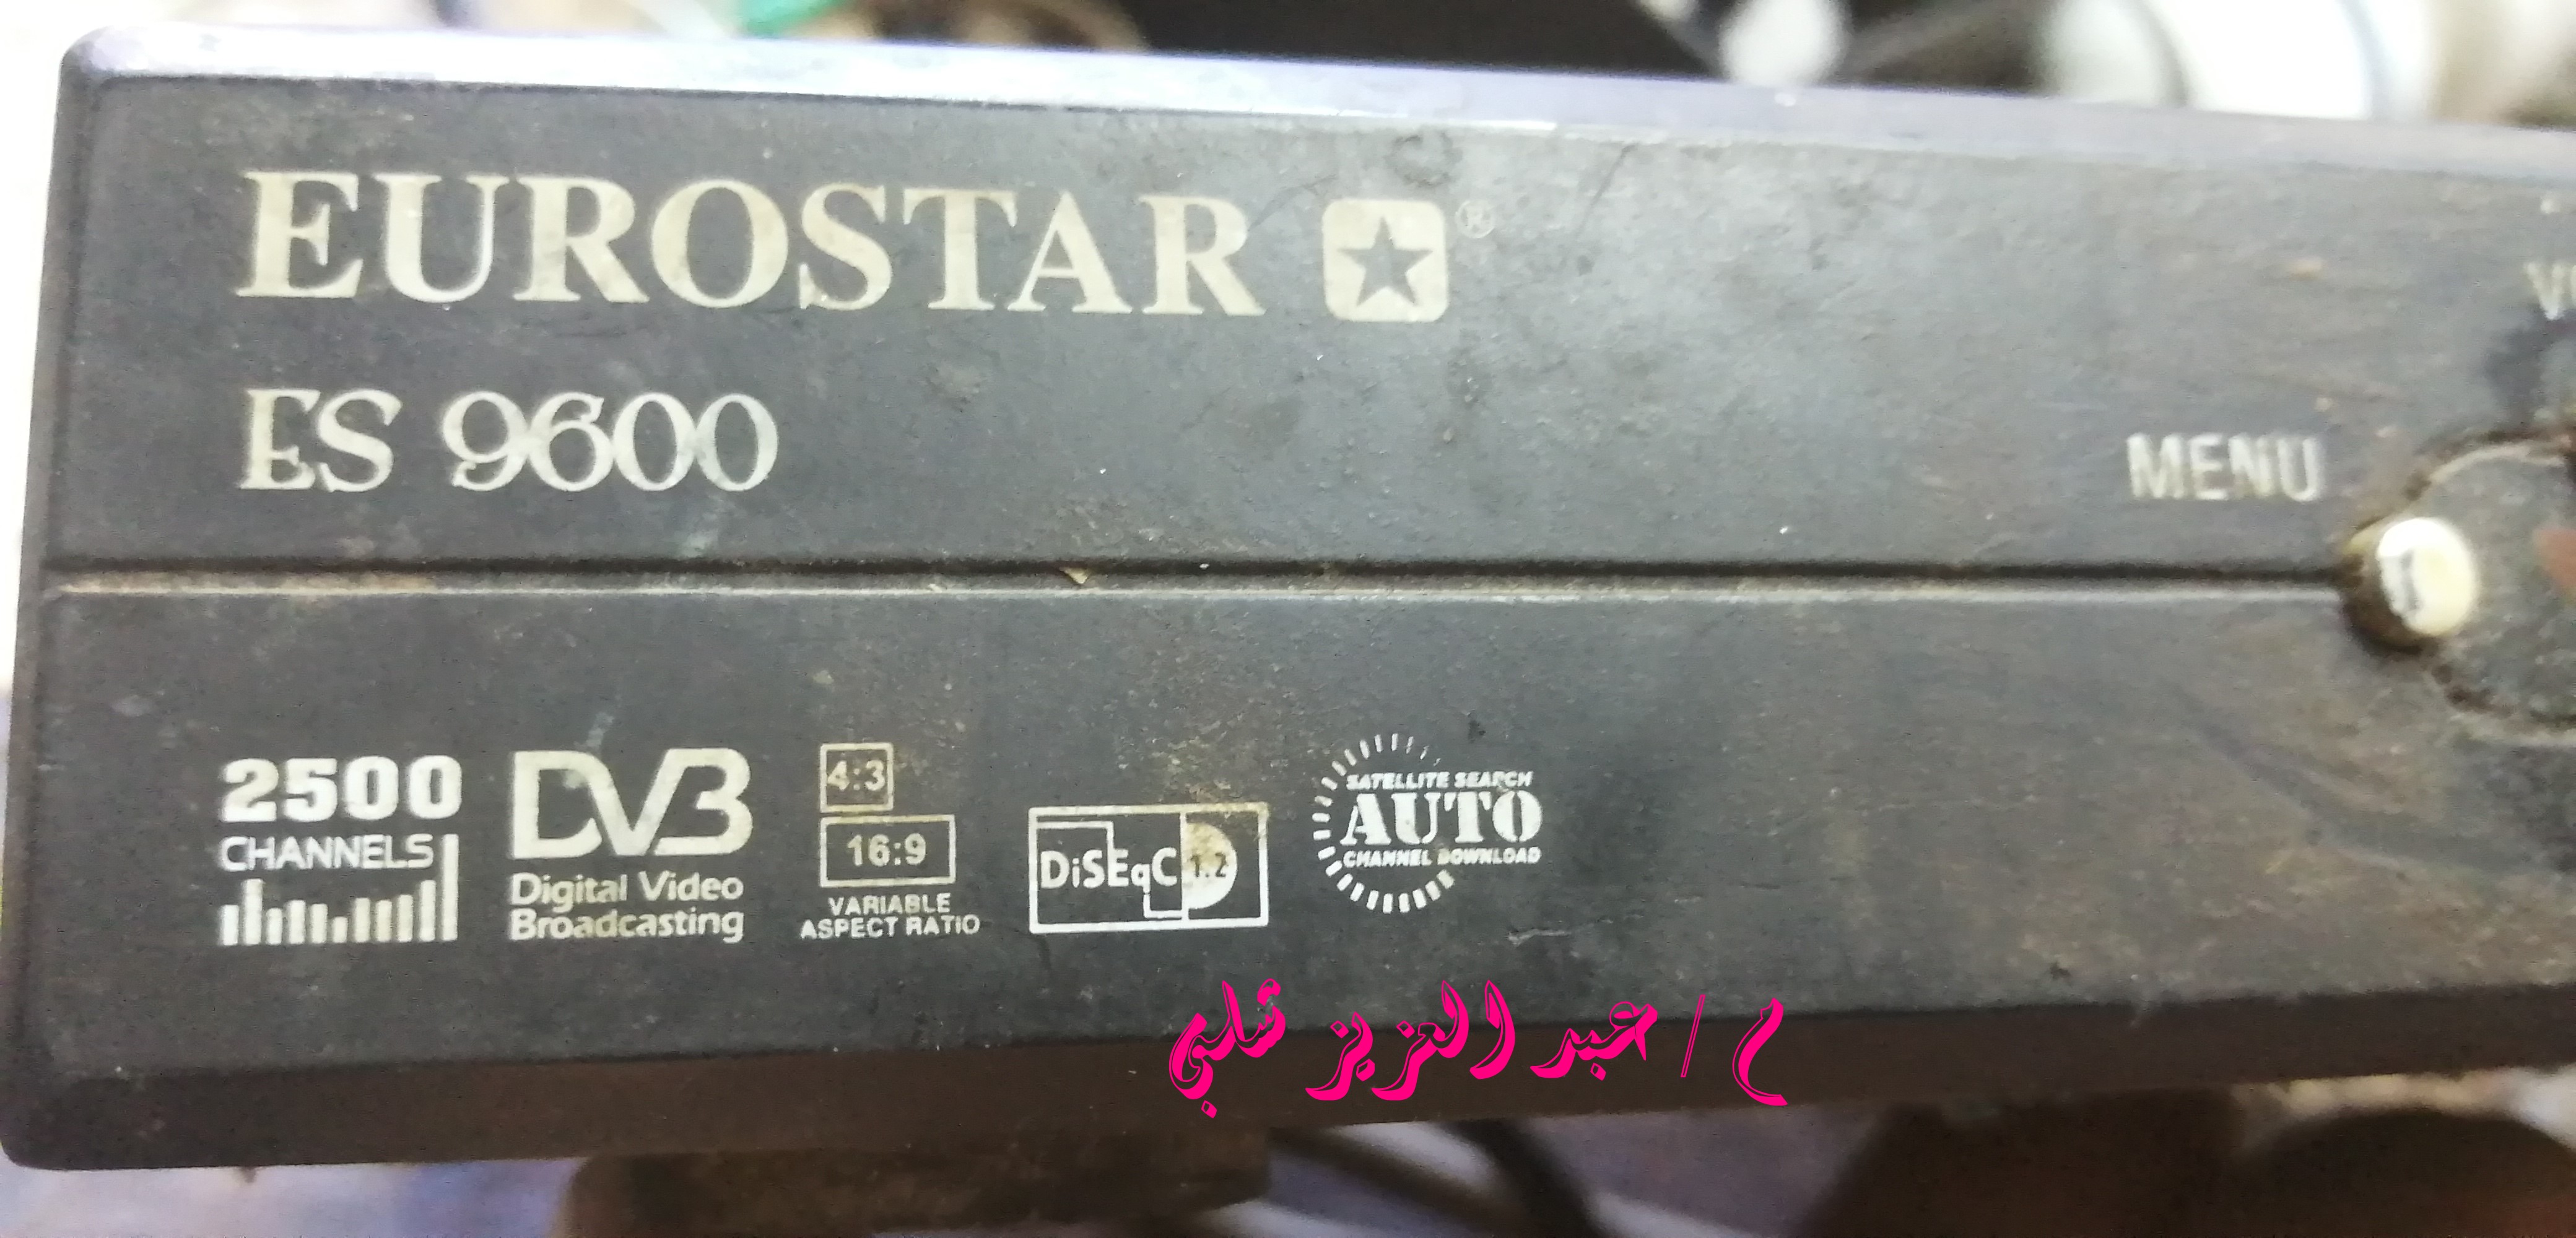 EUROSTAR ®
ES 9600
MENU
2500
CHANNELS
DVB
Digital Video
Broadcasting
4:3
16:9
VARIABLE
ASPECT RATIO
DiSEqC 1.2
SATELLITE SEARCH
AUTO
CHANNEL DOWNLOAD
م / عبد العزيز شلبي